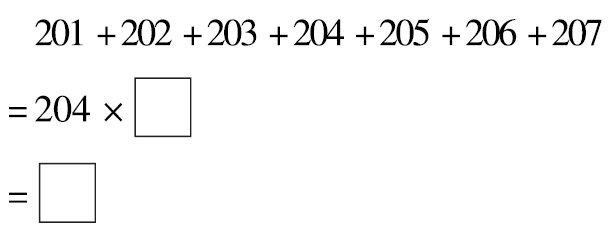 201 + 202 + 203 + 204 + 205 + 206 + 207
= 204 × □
= □